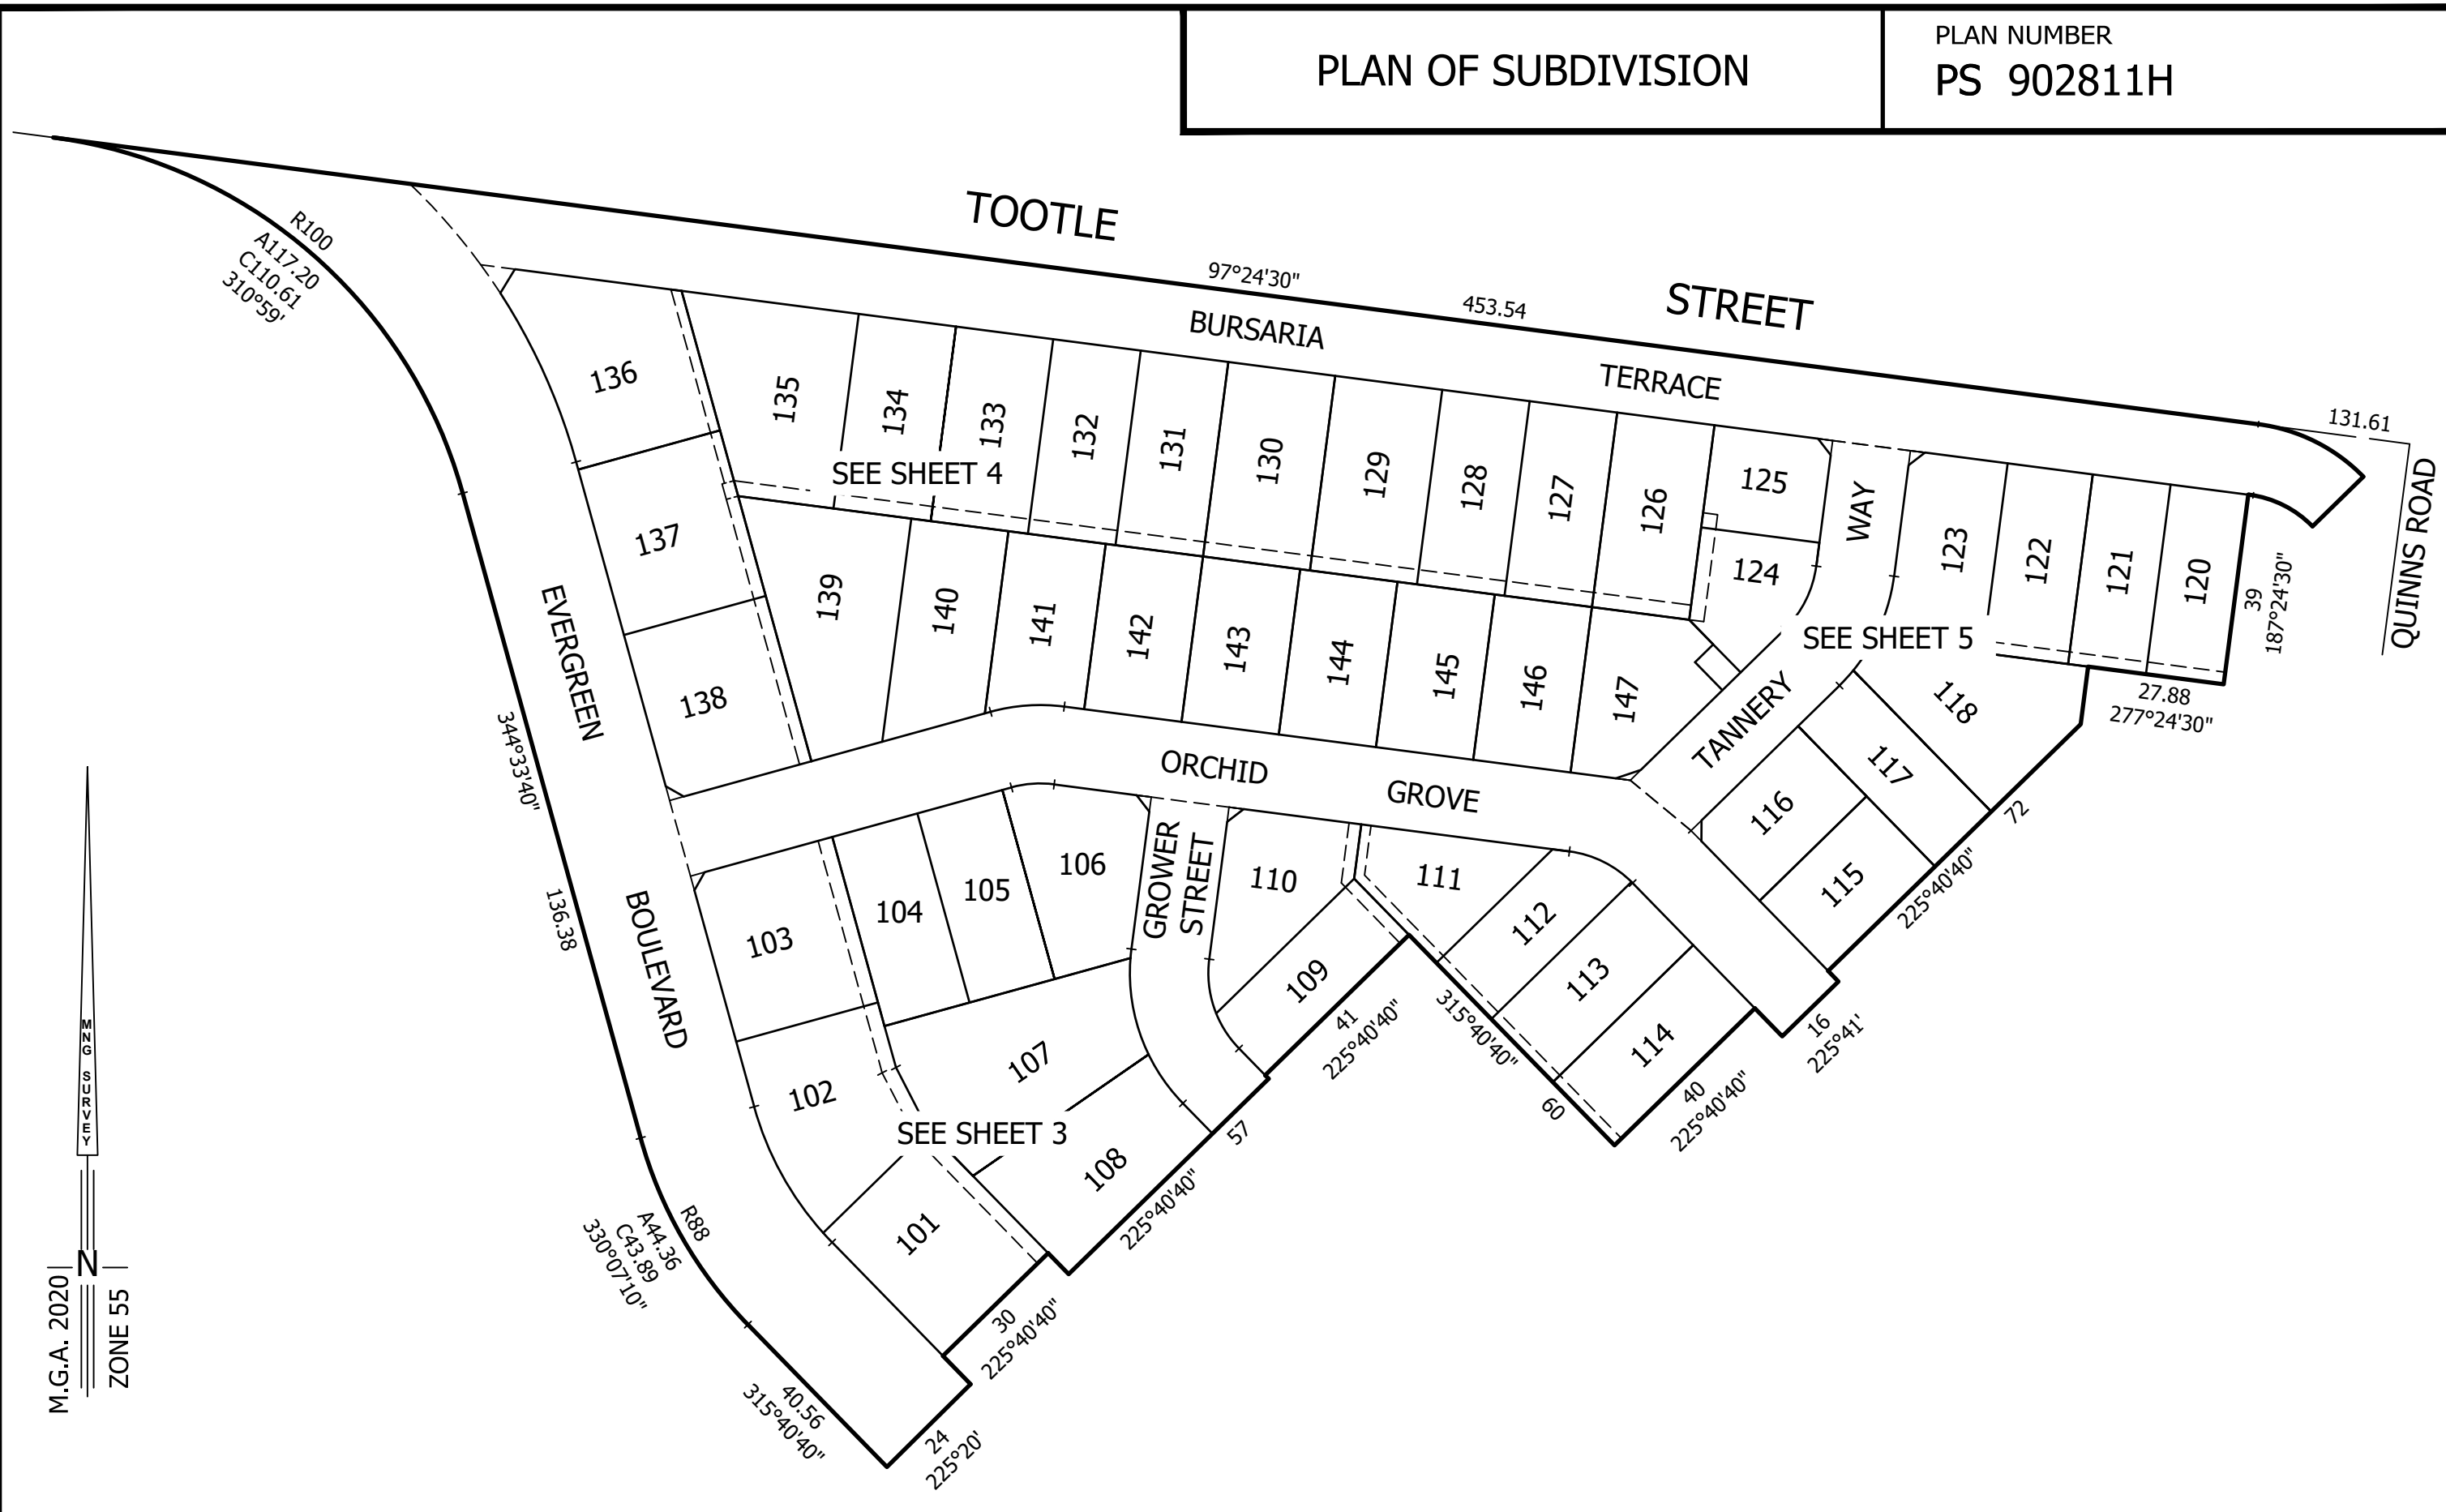 PLAN OF SUBDIVISION
PLAN NUMBER
PS 902811H
TOOTLE
STREET
97°24'30"
453.54
131.61
QUINNS ROAD
R100
A117.20
C110.61
310°59'
BURSARIA
TERRACE
136
135
134
133
132
131
130
129
128
127
126
125
124
WAY
123
122
121
120
39
187°24'30"
SEE SHEET 4
137
138
139
140
141
142
143
144
145
146
147
SEE SHEET 5
TANNERY
118
117
116
115
27.88
277°24'30"
72
225°40'40"
EVERGREEN
BOULEVARD
344°33'40"
136.38
ORCHID
GROVE
GROWER
STREET
103
104
105
106
110
111
112
113
114
109
102
107
108
101
SEE SHEET 3
41
225°40'40"
315°40'40"
60
16
225°41'
40
225°40'40"
57
225°40'40"
30
225°40'40"
R88
A44.36
C43.89
330°07'10"
40.56
315°40'40"
24
225°20'
MNG SURVEY
N
M.G.A. 2020
ZONE 55